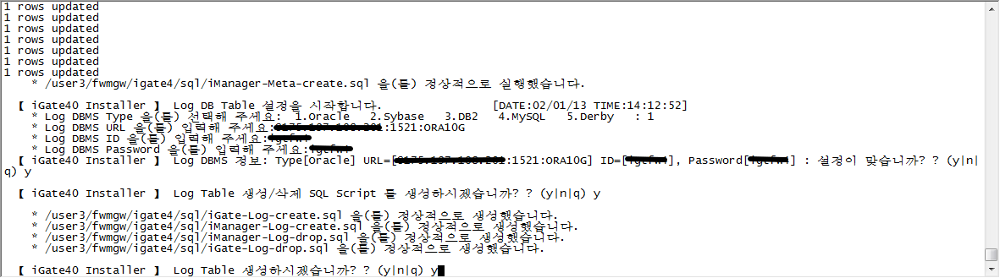 1 rows updated
1 rows updated
1 rows updated
1 rows updated
1 rows updated
1 rows updated
1 rows updated
* /user3/fwmgw/igate4/sql/iManager-Meta-create.sql 을(를) 정상적으로 실행했습니다.
【 iGate40 Installer 】 Log DB Table 설정을 시작합니다. [DATE:02/01/13 TIME:14:12:52]
* Log DBMS Type 을(를) 선택해 주세요: 1.Oracle 2.Sybase 3.DB2 4.MySQL 5.Derby : 1
* Log DBMS URL 을(를) 입력해 주세요::1521:ORA10G
* Log DBMS ID 을(를) 입력해 주세요:
* Log DBMS Password 을(를) 입력해 주세요:
【 iGate40 Installer 】 Log DBMS 정보: Type[Oracle] URL=[:1521:ORA10G] ID=[], Password[] : 설정이 맞습니까? ? (y|n|
q) y
【 iGate40 Installer 】 Log Table 생성/삭제 SQL Script 를 생성하시겠습니까? ? (y|n|q) y
* /user3/fwmgw/igate4/sql/iGate-Log-create.sql 을(를) 정상적으로 생성했습니다.
* /user3/fwmgw/igate4/sql/iManager-Log-create.sql 을(를) 정상적으로 생성했습니다.
* /user3/fwmgw/igate4/sql/iManager-Log-drop.sql 을(를) 정상적으로 생성했습니다.
* /user3/fwmgw/igate4/sql/iGate-Log-drop.sql 을(를) 정상적으로 생성했습니다.
【 iGate40 Installer 】 Log Table 생성하시겠습니까? ? (y|n|q) y